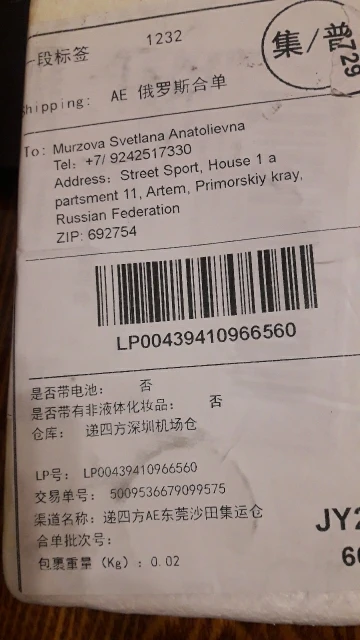 一段标签
1232
集/普
9729
Shipping: AE 俄罗斯合单
To: Murzova Svetlana Anatolievna
Tel: +7/ 9242517330
Address: Street Sport, House 1 a
partsment 11, Artem, Primorskiy kray,
Russian Federation
ZIP: 692754
LP00439410966560
是否带电池: 否
是否带有非液体化妆品: 否
仓库: 递四方深圳机场仓
LP号: LP00439410966560
交易单号: 5009536679099575
渠道名称: 递四方AE东莞沙田集运仓
合单批次号:
包裹重量 (Kg) : 0.02